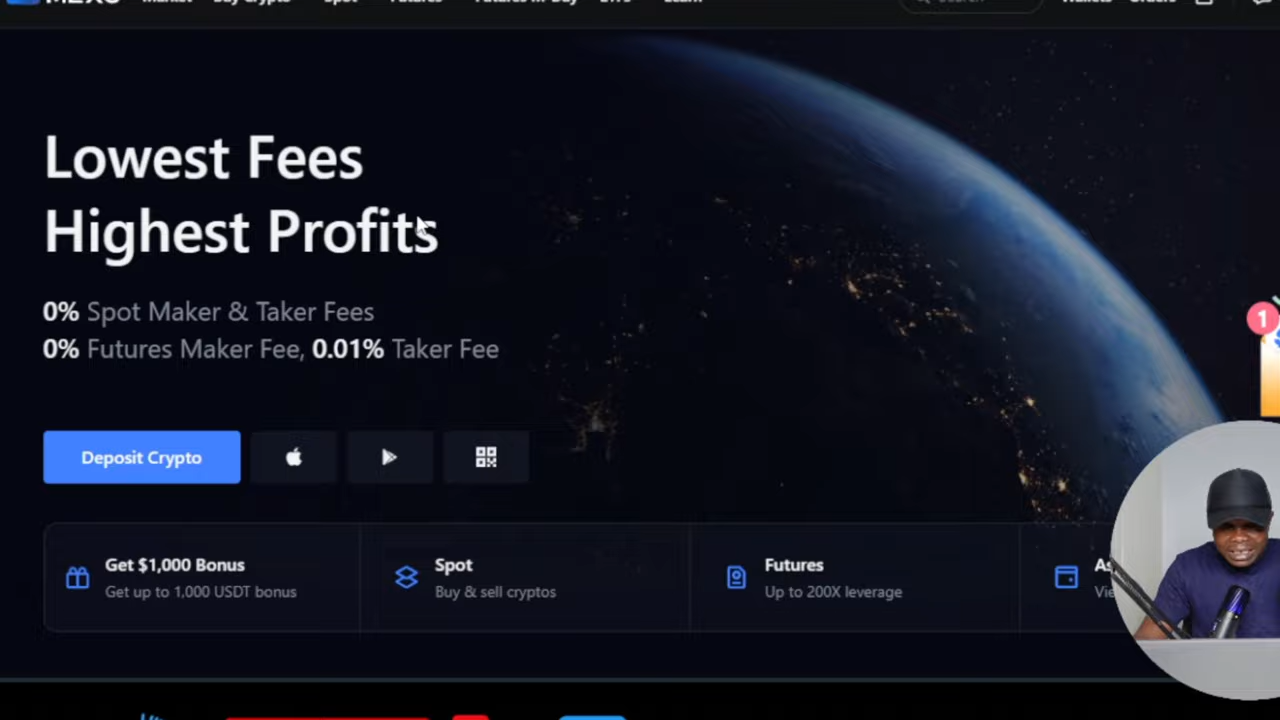 Lowest Fees
Highest Profits
0% Spot Maker & Taker Fees
0% Futures Maker Fee, 0.01% Taker Fee
Deposit Crypto
Get $1,000 Bonus
Get up to 1,000 USDT bonus
Spot
Buy & sell cryptos
Futures
Up to 200X leverage
1